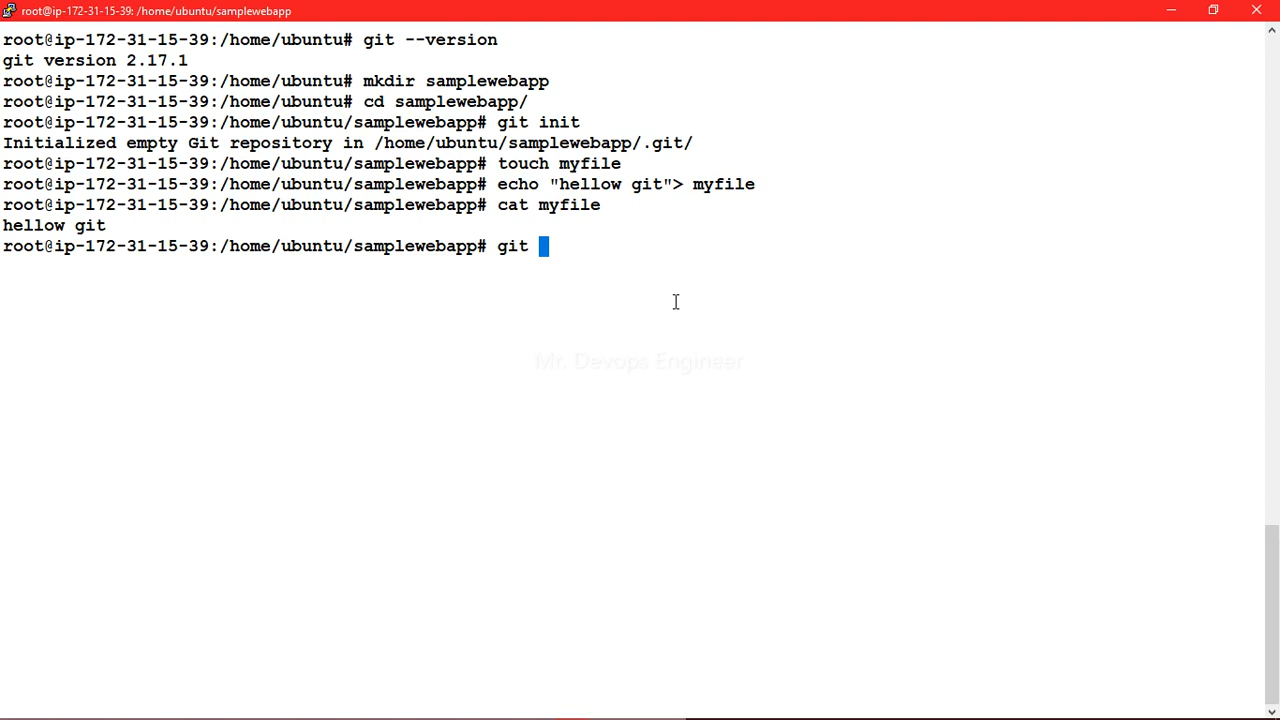 root@ip-172-31-15-39: /home/ubuntu/samplewebapp
root@ip-172-31-15-39:/home/ubuntu# git --version
git version 2.17.1
root@ip-172-31-15-39:/home/ubuntu# mkdir samplewebapp
root@ip-172-31-15-39:/home/ubuntu# cd samplewebapp/
root@ip-172-31-15-39:/home/ubuntu/samplewebapp# git init
Initialized empty Git repository in /home/ubuntu/samplewebapp/.git/
root@ip-172-31-15-39:/home/ubuntu/samplewebapp# touch myfile
root@ip-172-31-15-39:/home/ubuntu/samplewebapp# echo "hellow git"> myfile
root@ip-172-31-15-39:/home/ubuntu/samplewebapp# cat myfile
hellow git
root@ip-172-31-15-39:/home/ubuntu/samplewebapp# git
Mr. Devops Engineer